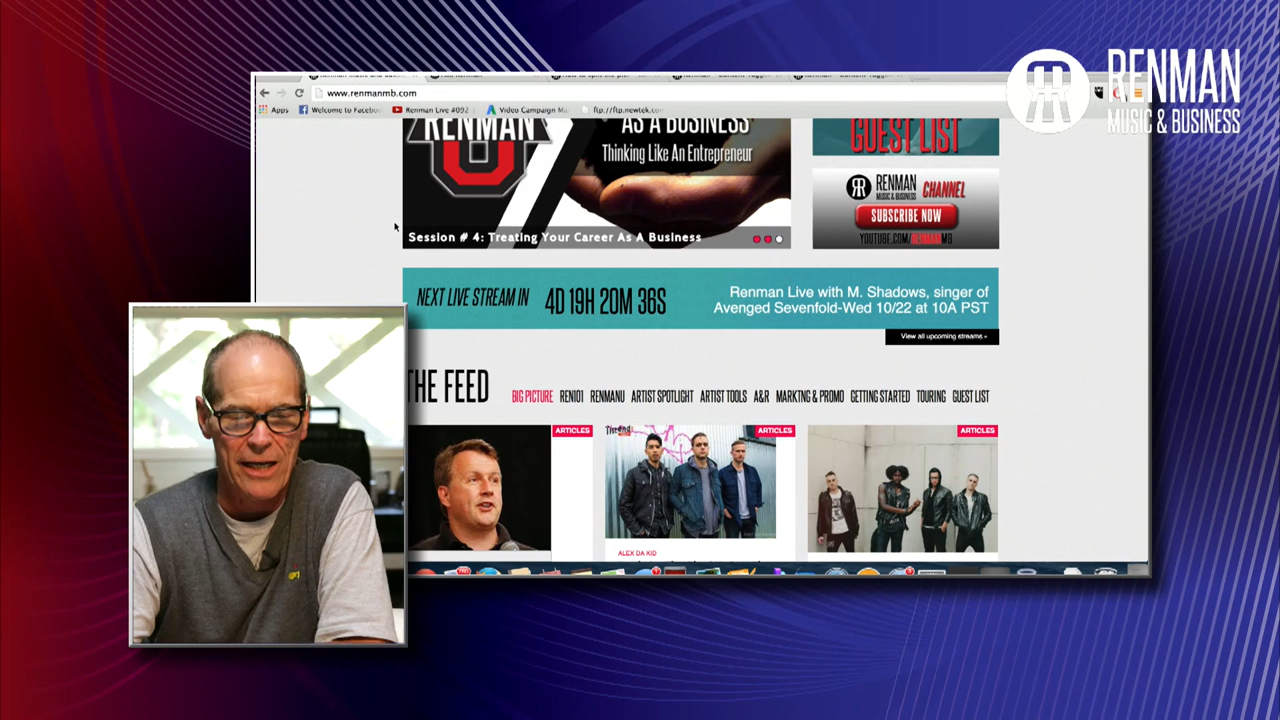 RENMAN
MUSIC & BUSINESS
www.renmanmb.com
Apps
Welcome to Facebo
Renman Live #092
Video Campaign Ma
ftp://ftp.newtek.co
RENMAN
U
AS A BUSINESS
Thinking Like An Entrepreneur
Session # 4: Treating Your Career As A Business
GUEST LIST
RENMAN
MUSIC & BUSINESS
CHANNEL
SUBSCRIBE NOW
YOUTUBE.COM/RENMANMB
NEXT LIVE STREAM IN
4D 19H 20M 36S
Renman Live with M. Shadows, singer of
Avenged Sevenfold-Wed 10/22 at 10A PST
View all upcoming streams »
THE FEED
BIG PICTURE REN101 RENMANU ARTIST SPOTLIGHT ARTIST TOOLS A&R MARKTNG & PROMO GETTING STARTED TOURING GUEST LIST
ARTICLES
ARTICLES
ARTICLES
ALEX DA KID